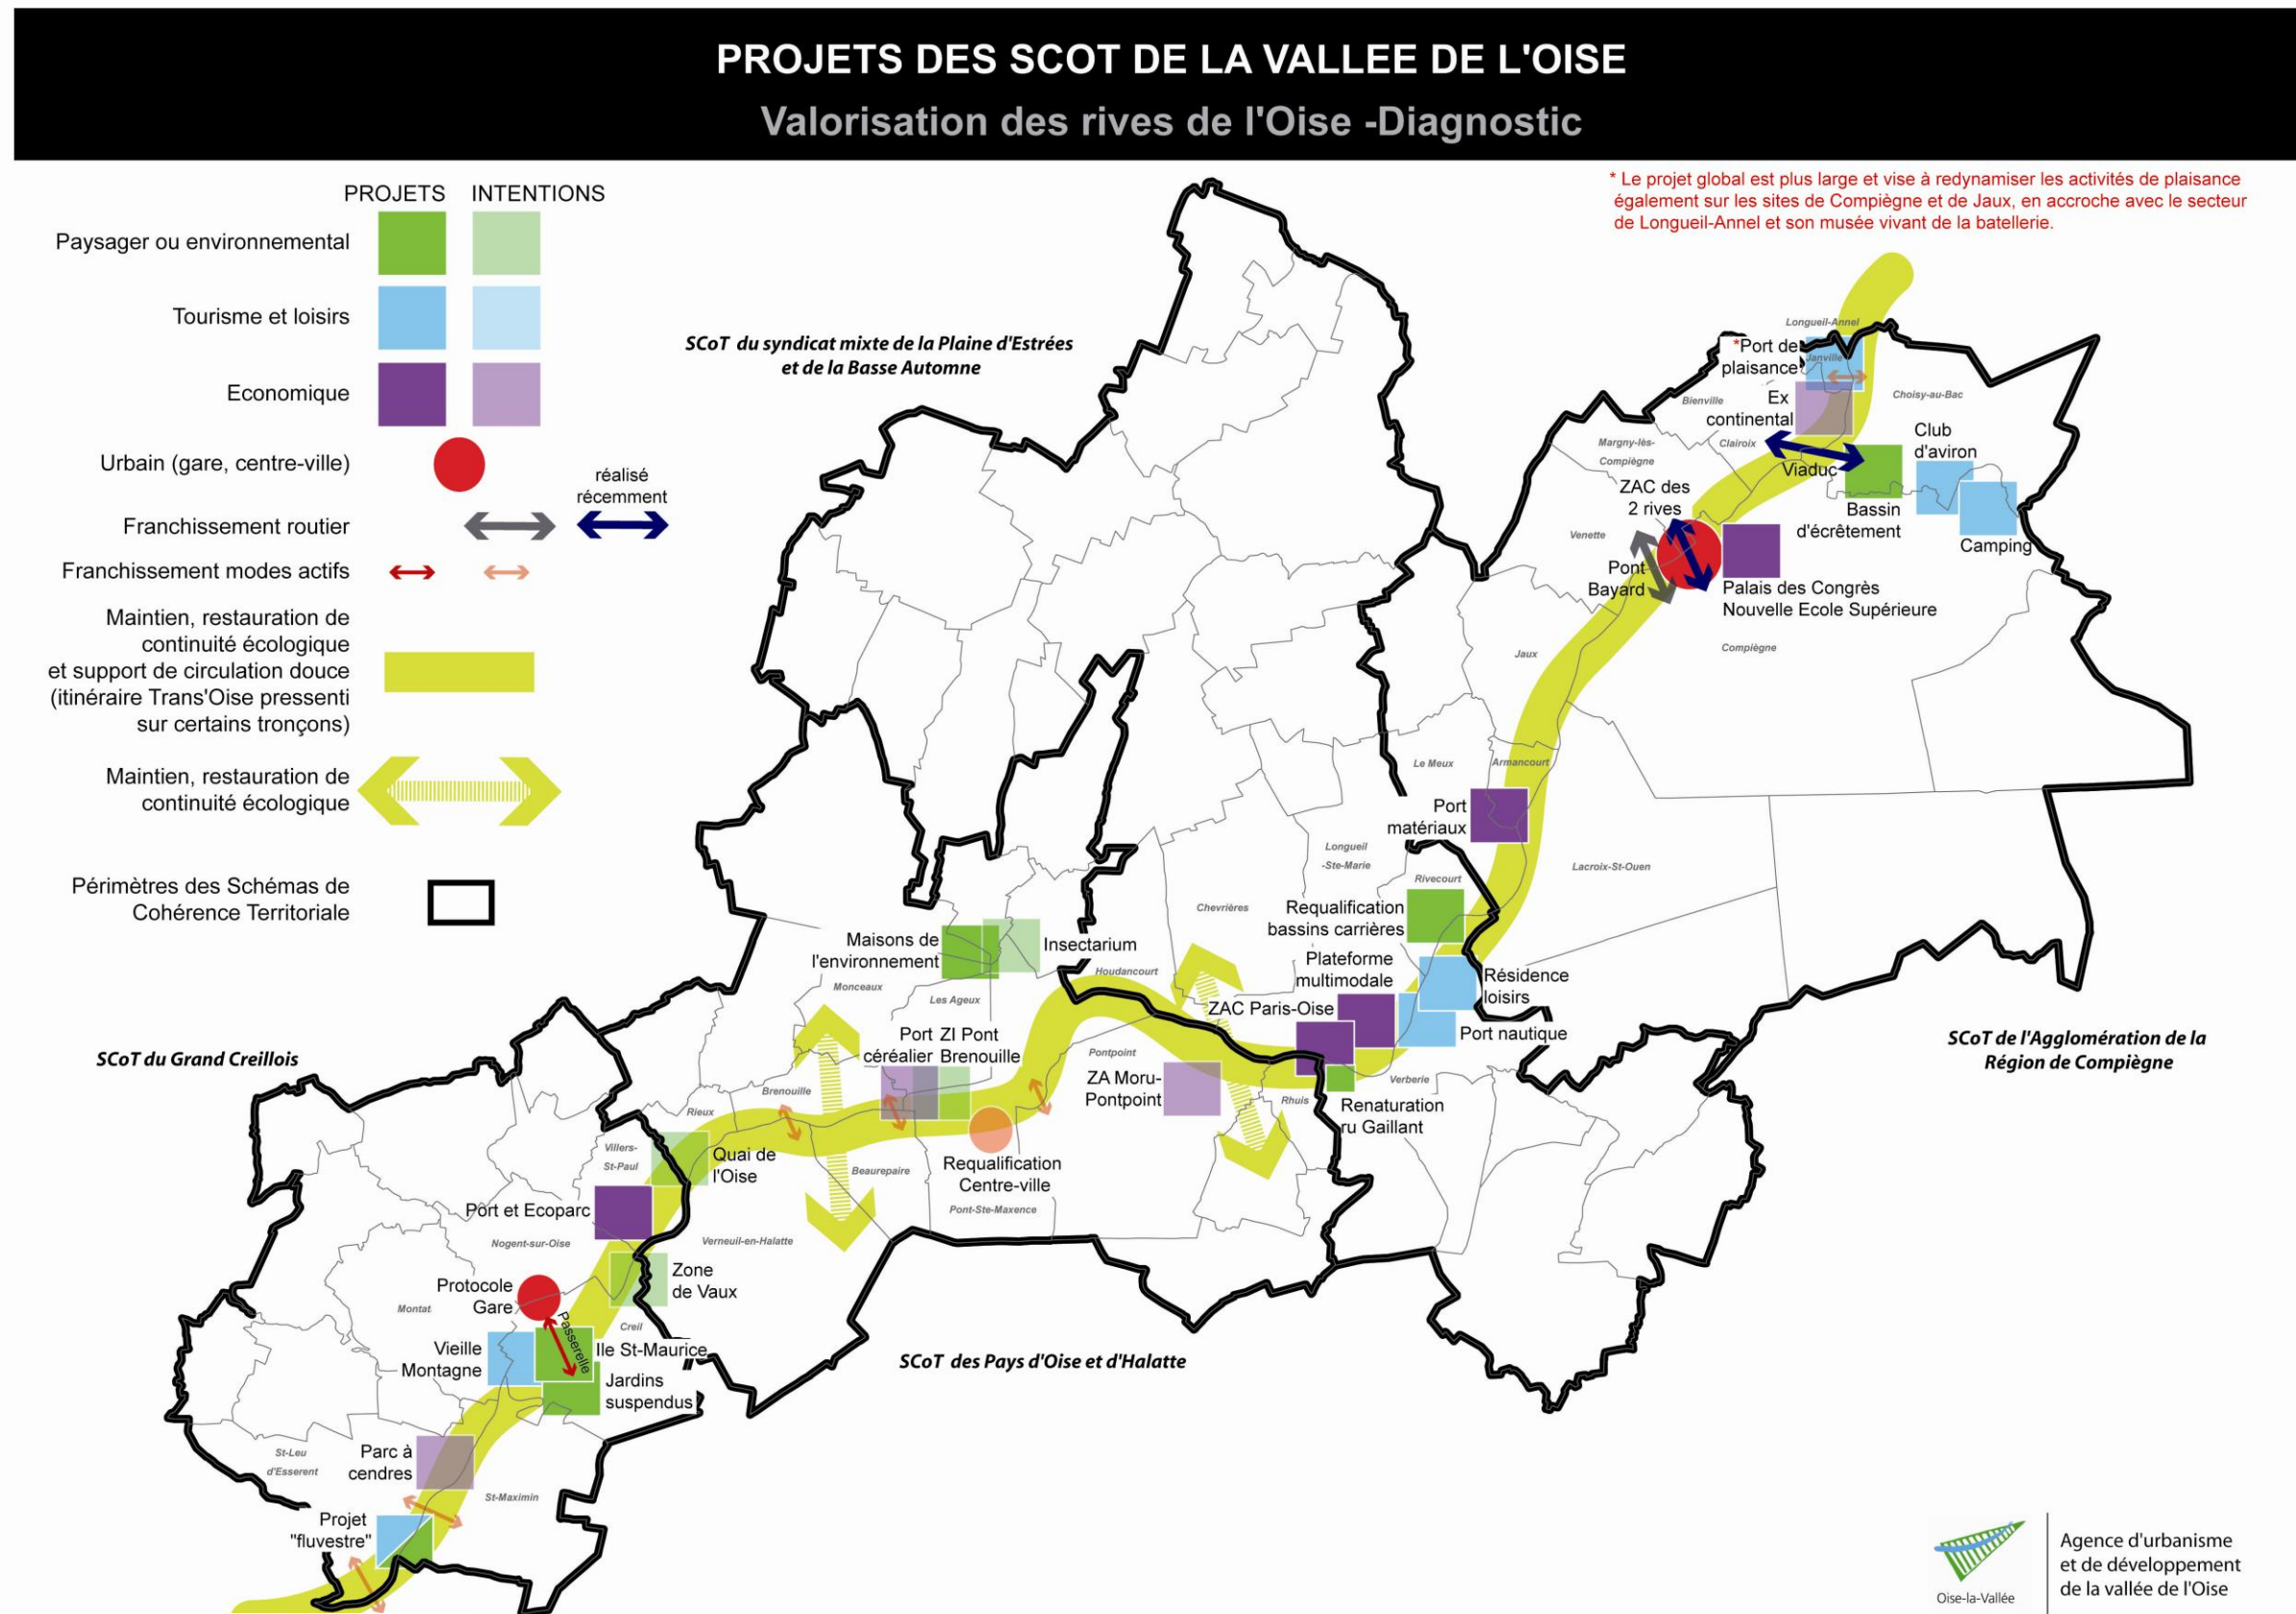 PROJETS DES SCOT DE LA VALLEE DE L'OISE
Valorisation des rives de l'Oise -Diagnostic
* Le projet global est plus large et vise à redynamiser les activités de plaisance
également sur les sites de Compiègne et de Jaux, en accroche avec le secteur
de Longueil-Annel et son musée vivant de la batellerie.
PROJETS INTENTIONS
Paysager ou environnemental
Tourisme et loisirs
Economique
Urbain (gare, centre-ville)
réalisé
récemment
Franchissement routier
Franchissement modes actifs
Maintien, restauration de
continuité écologique
et support de circulation douce
(itinéraire Trans'Oise pressenti
sur certains tronçons)
Maintien, restauration de
continuité écologique
Périmètres des Schémas de
Cohérence Territoriale
SCoT du syndicat mixte de la Plaine d'Estrées
et de la Basse Automne
Longueil-Annel
*Port de
plaisance
Janville
Ex
continental
Bienville
Choisy-au-Bac
Margny-lès-
Compiègne
Clairoix
Viaduc
Club
d'aviron
Bassin
d'écrêtement
Camping
ZAC des
2 rives
Venette
Pont
Bayard
Palais des Congrès
Nouvelle Ecole Supérieure
Compiègne
Jaux
Le Meux
Armancourt
Port
matériaux
Longueil
-Ste-Marie
Rivecourt
Lacroix-St-Ouen
Chevrières
Requalification
bassins carrières
Plateforme
multimodale
Résidence
loisirs
ZAC Paris-Oise
Port nautique
Maisons de
l'environnement
Insectarium
Houdancourt
Monceaux
Les Ageux
Port
céréalier
ZI Pont
Brenouille
Pontpoint
ZA Moru-
Pontpoint
Rhuis
Verberie
Renaturation
ru Gaillant
SCoT de l'Agglomération de la
Région de Compiègne
SCoT du Grand Creillois
Brenouille
Rieux
Villers-
St-Paul
Quai de
l'Oise
Beaurepaire
Requalification
Centre-ville
Pont-Ste-Maxence
Port et Ecoparc
Nogent-sur-Oise
Verneuil-en-Halatte
Zone
de Vaux
Protocole
Gare
Montat
Creil
Passerelle
Vieille
Montagne
Ile St-Maurice
Jardins
suspendus
SCoT des Pays d'Oise et d'Halatte
St-Leu
d'Esserent
Parc à
cendres
St-Maximin
Projet
"fluvestre"
Oise-la-Vallée
Agence d'urbanisme
et de développement
de la vallée de l'Oise